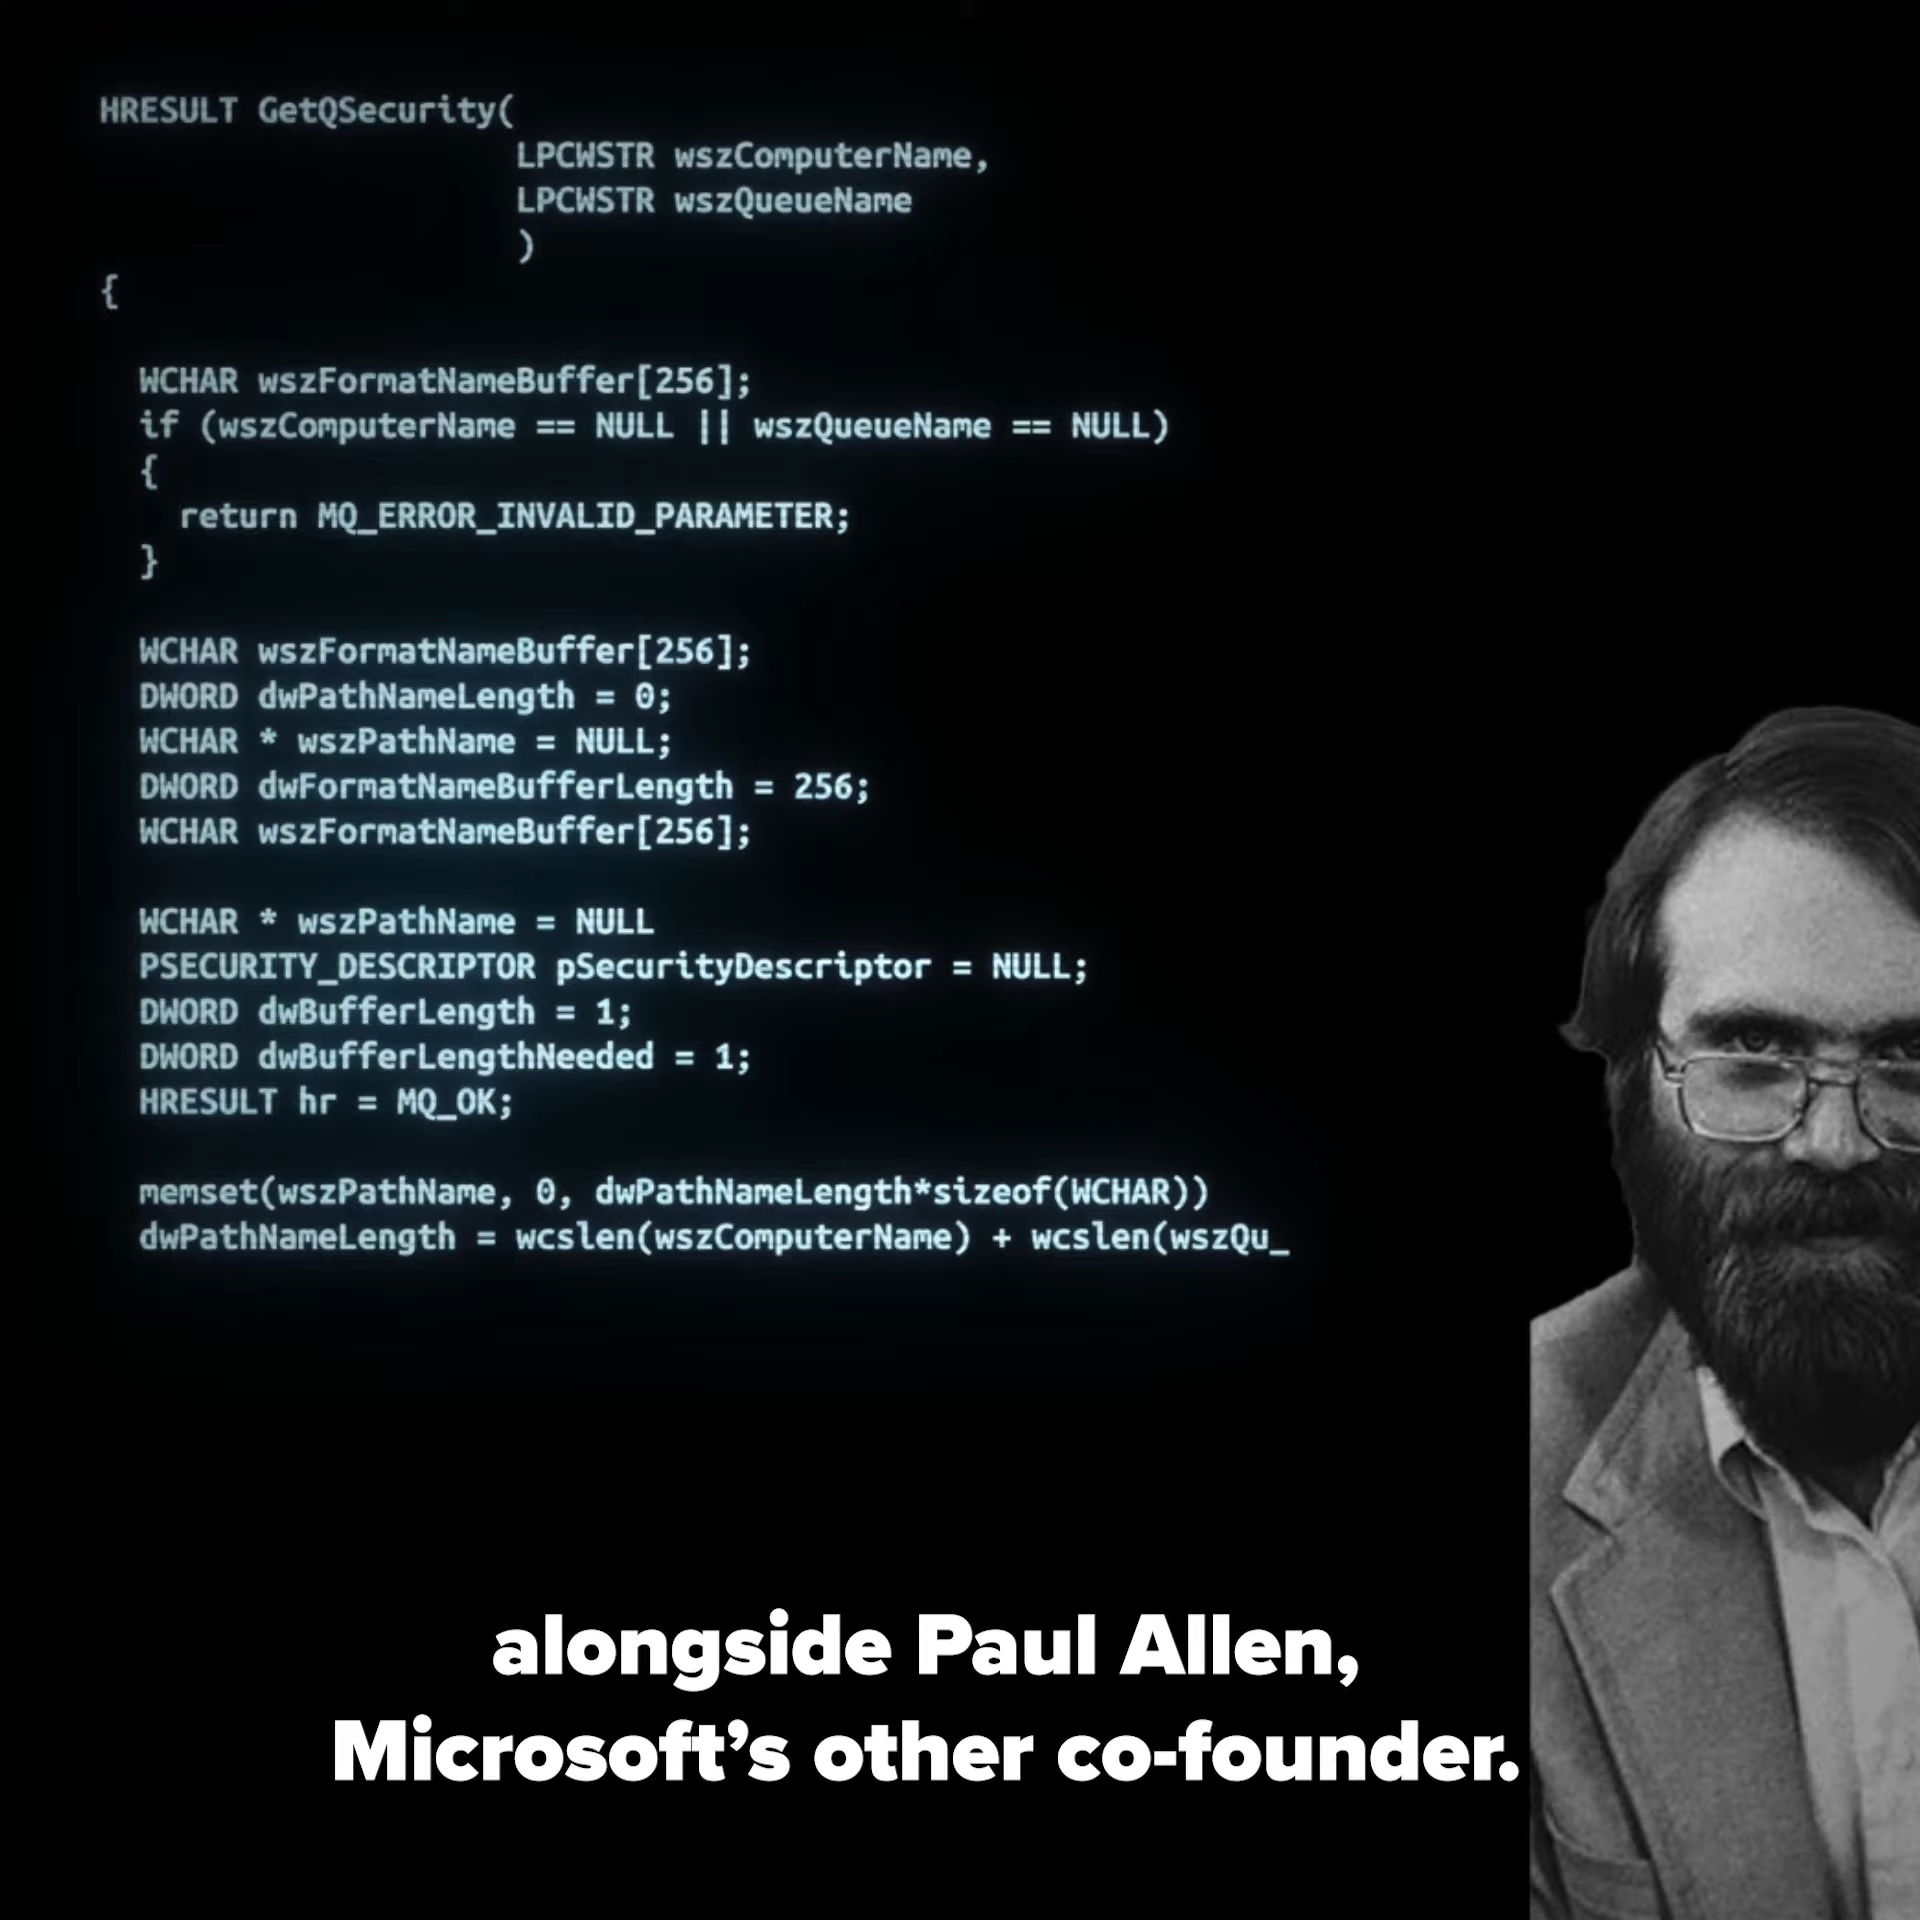 HRESULT GetQSecurity(
LPCWSTR wszComputerName,
LPCWSTR wszQueueName
)
{
WCHAR wszFormatNameBuffer[256];
if (wszComputerName == NULL || wszQueueName == NULL)
{
return MQ_ERROR_INVALID_PARAMETER;
}
WCHAR wszFormatNameBuffer[256];
DWORD dwPathNameLength = 0;
WCHAR * wszPathName = NULL;
DWORD dwFormatNameBufferLength = 256;
WCHAR wszFormatNameBuffer[256];
WCHAR * wszPathName = NULL
PSECURITY_DESCRIPTOR pSecurityDescriptor = NULL;
DWORD dwBufferLength = 1;
DWORD dwBufferLengthNeeded = 1;
HRESULT hr = MQ_OK;
memset(wszPathName, 0, dwPathNameLength*sizeof(WCHAR))
dwPathNameLength = wcslen(wszComputerName) + wcslen(wszQu_
alongside Paul Allen,
Microsoft’s other co-founder.